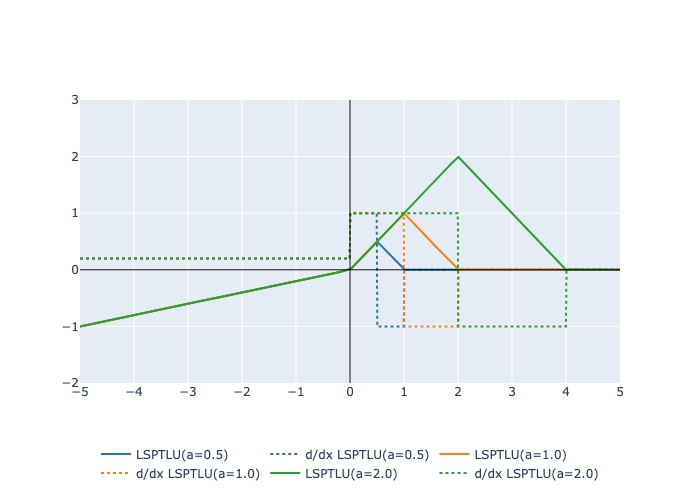 3
2
1
0
−1
−2
−5 −4 −3 −2 −1 0 1 2 3 4 5
LSPTLU(a=0.5) d/dx LSPTLU(a=0.5) LSPTLU(a=1.0)
d/dx LSPTLU(a=1.0) LSPTLU(a=2.0) d/dx LSPTLU(a=2.0)